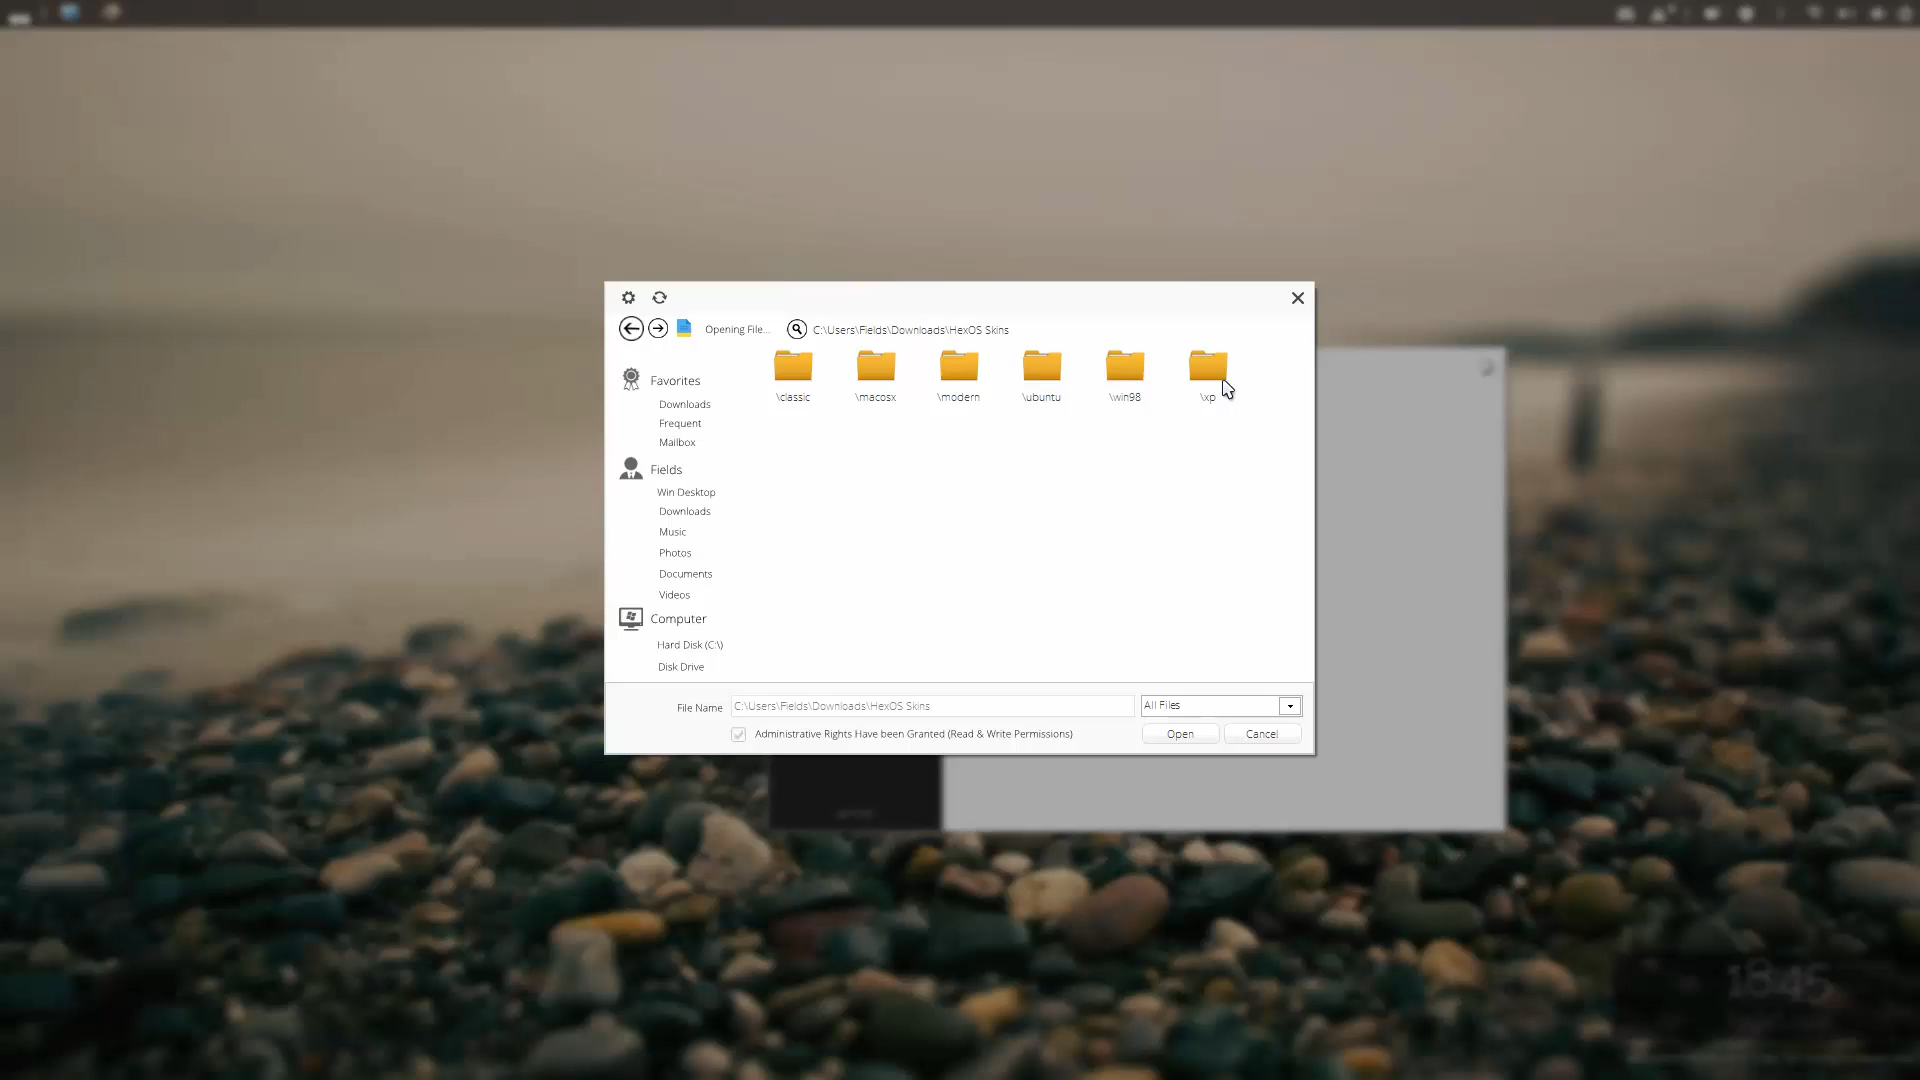 Opening File...
C:\Users\Fields\Downloads\HexOS Skins
Favorites
Downloads
Frequent
Mailbox
Fields
Win Desktop
Downloads
Music
Photos
Documents
Videos
Computer
Hard Disk (C:\)
Disk Drive
\classic
\macosx
\modern
\ubuntu
\win98
\xp
File Name
C:\Users\Fields\Downloads\HexOS Skins
All Files
Administrative Rights Have been Granted (Read & Write Permissions)
Open
Cancel
18:45